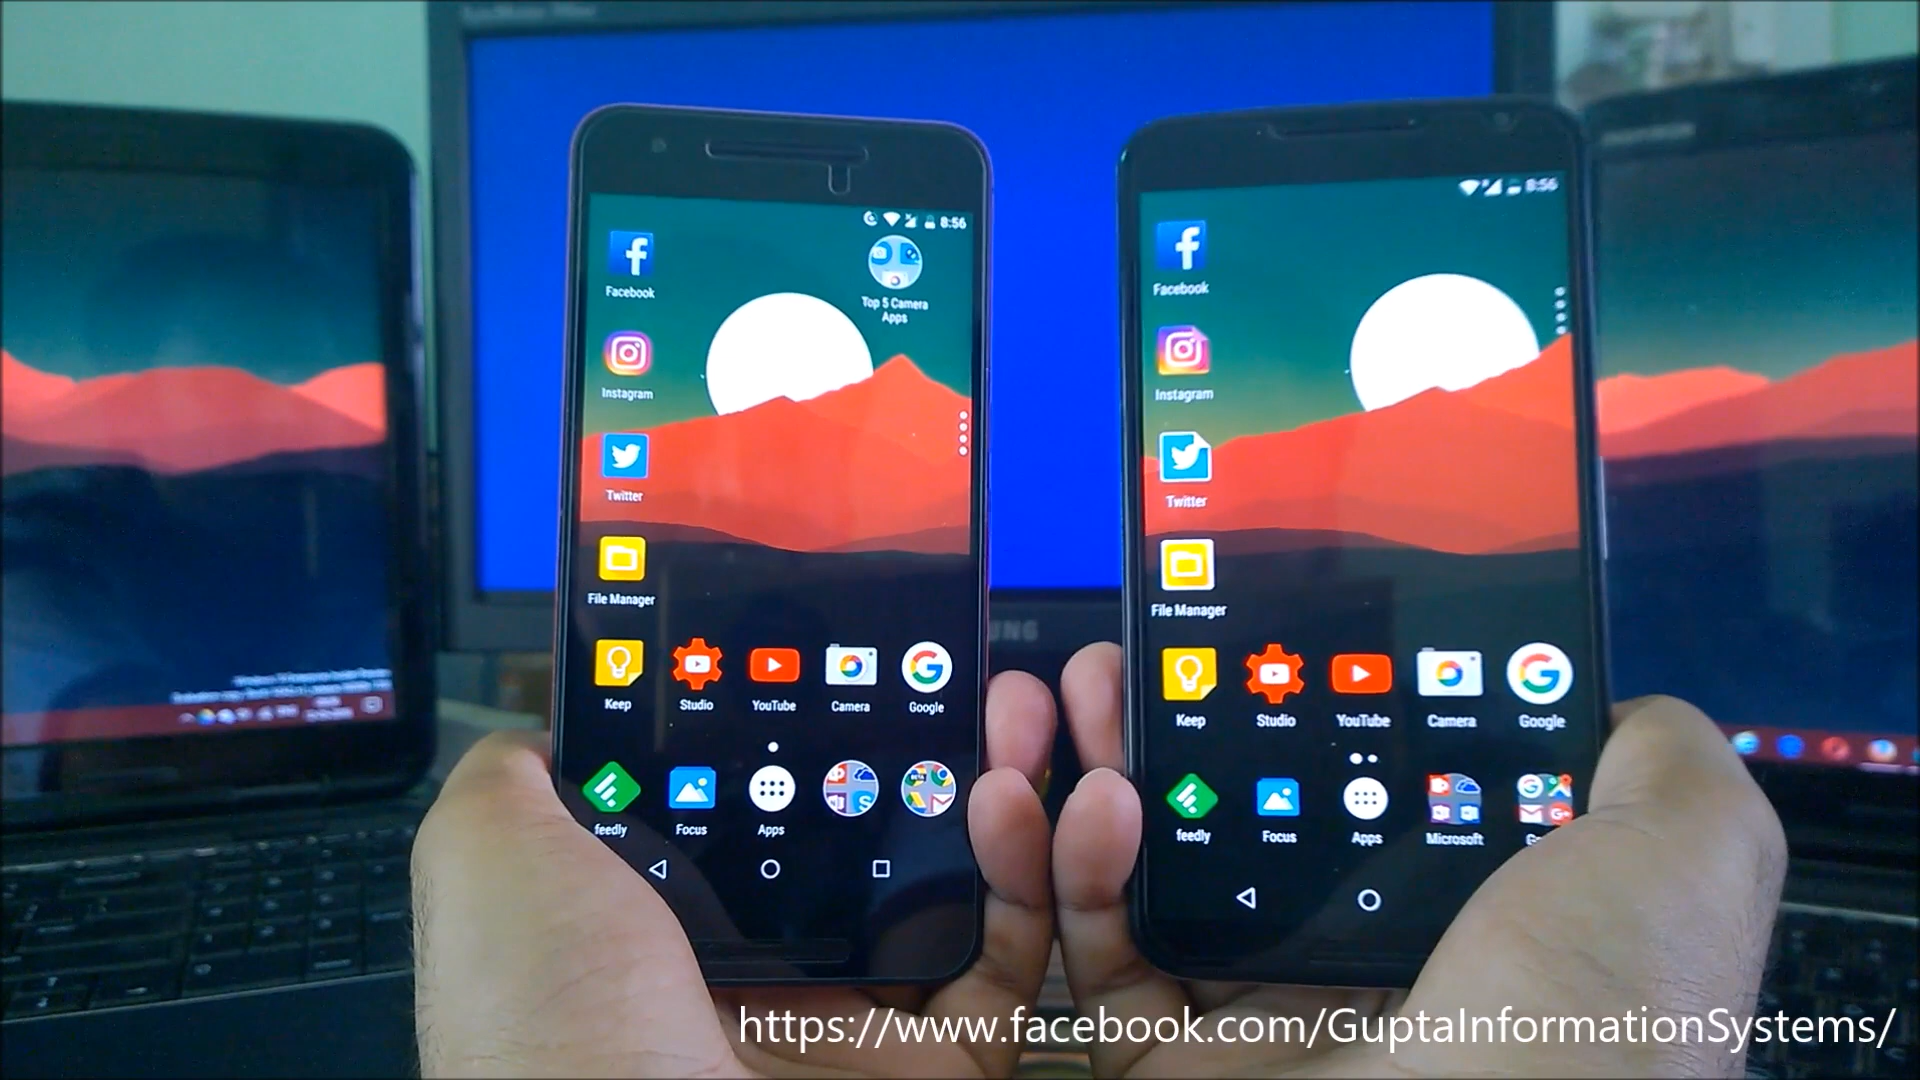 8:56
Facebook
Top 5 Camera
Apps
Instagram
Twitter
File Manager
Keep
Studio
YouTube
Camera
Google
feedly
Focus
Apps
8:56
Facebook
Instagram
Twitter
File Manager
Keep
Studio
YouTube
Camera
Google
feedly
Focus
Apps
Microsoft
https://www.facebook.com/GuptaInformationSystems/